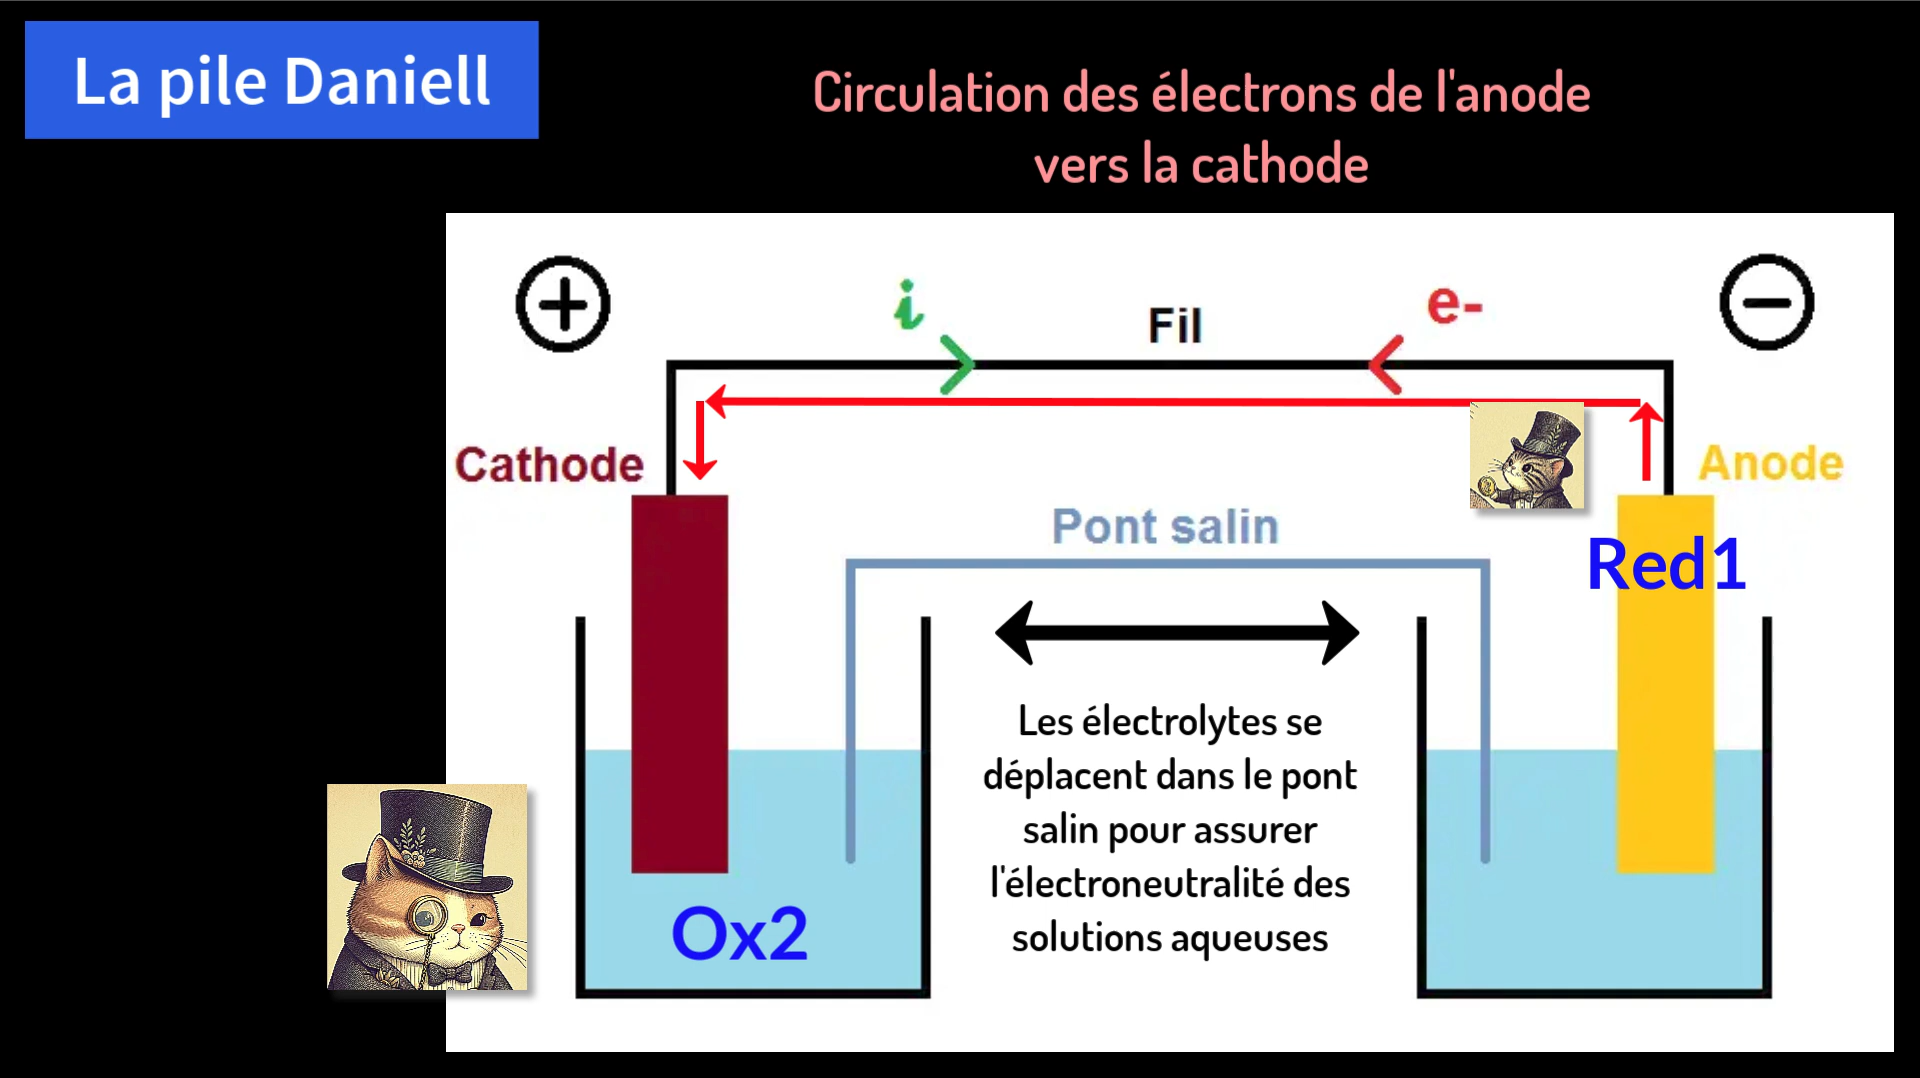 La pile Daniell
Circulation des électrons de l'anode
vers la cathode
+
-
i
Fil
e-
Cathode
Anode
Pont salin
Red1
Les électrolytes se
déplacent dans le pont
salin pour assurer
l'électroneutralité des
solutions aqueuses
Ox2